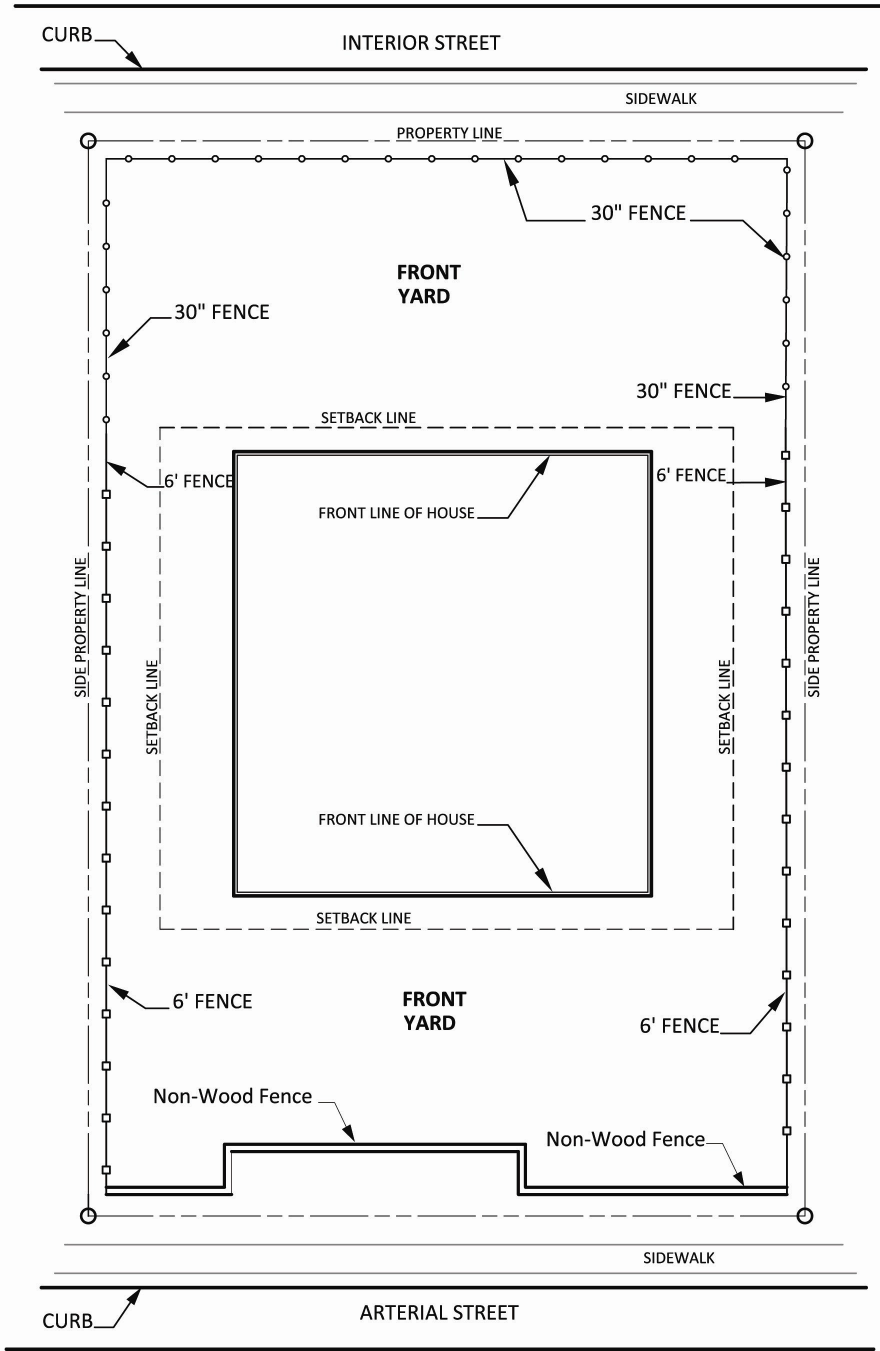 CURB
INTERIOR STREET
SIDEWALK
PROPERTY LINE
30" FENCE
FRONT
YARD
30" FENCE
30" FENCE
SETBACK LINE
6' FENCE
6' FENCE
FRONT LINE OF HOUSE
SIDE PROPERTY LINE
SETBACK LINE
SETBACK LINE
SIDE PROPERTY LINE
FRONT LINE OF HOUSE
SETBACK LINE
6' FENCE
FRONT
YARD
6' FENCE
Non-Wood Fence
Non-Wood Fence
SIDEWALK
ARTERIAL STREET
CURB